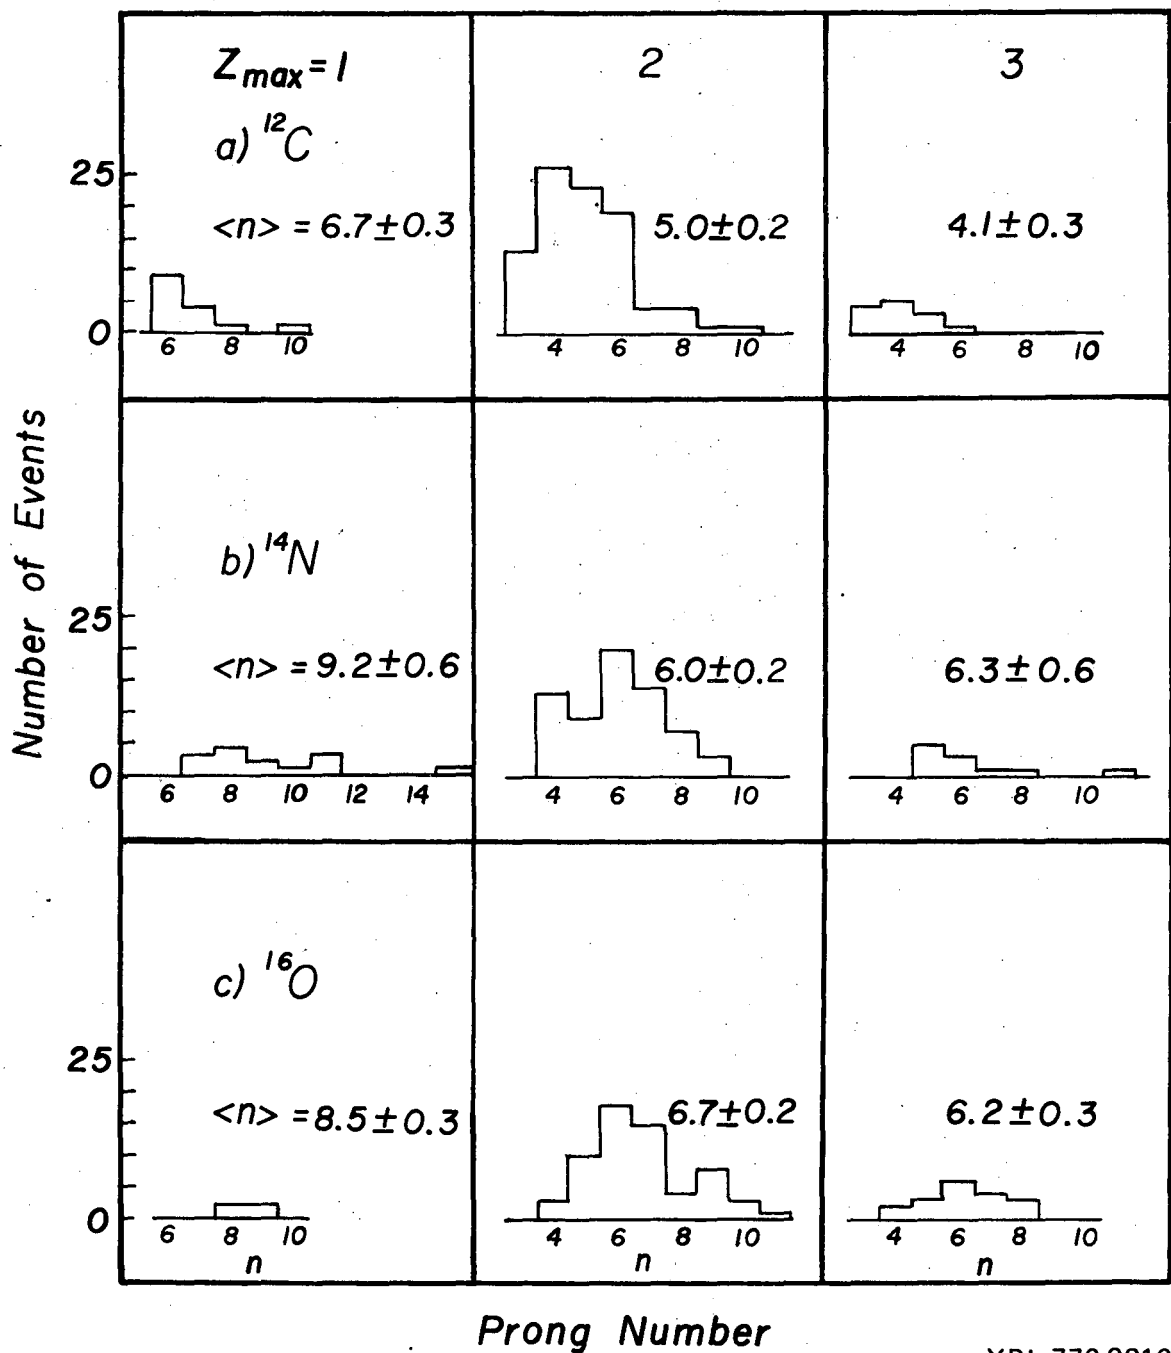 Zmax = 1
2
3
a) ¹²C
25
<n> = 6.7±0.3
5.0±0.2
4.1±0.3
0
6 8 10
4 6 8 10
4 6 8 10
Number of Events
b) ¹⁴N
25
<n> = 9.2±0.6
6.0±0.2
6.3±0.6
0
6 8 10 12 14
4 6 8 10
4 6 8 10
c) ¹⁶O
25
<n> = 8.5±0.3
6.7±0.2
6.2±0.3
0
6 8 10
4 6 8 10
4 6 8 10
n
n
n
Prong Number